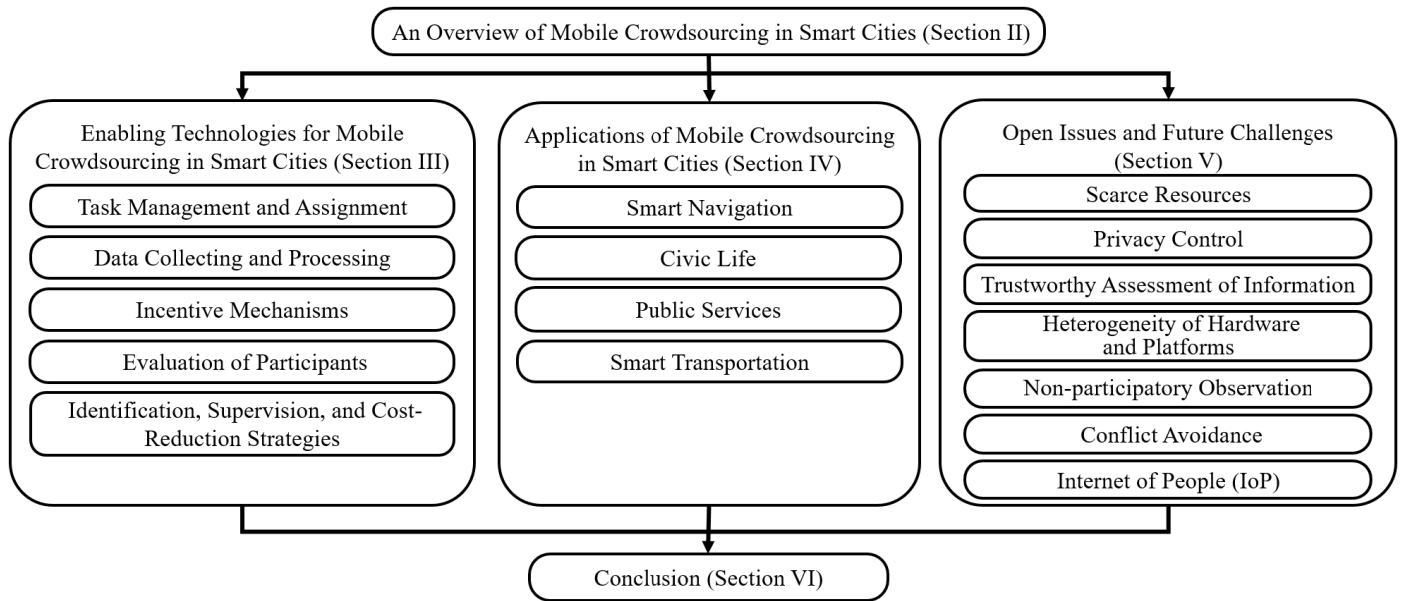 An Overview of Mobile Crowdsourcing in Smart Cities (Section II)
Enabling Technologies for Mobile
Crowdsourcing in Smart Cities (Section III)
Task Management and Assignment
Data Collecting and Processing
Incentive Mechanisms
Evaluation of Participants
Identification, Supervision, and Cost-
Reduction Strategies
Applications of Mobile Crowdsourcing
in Smart Cities (Section IV)
Smart Navigation
Civic Life
Public Services
Smart Transportation
Open Issues and Future Challenges
(Section V)
Scarce Resources
Privacy Control
Trustworthy Assessment of Information
Heterogeneity of Hardware
and Platforms
Non-participatory Observation
Conflict Avoidance
Internet of People (IoP)
Conclusion (Section VI)